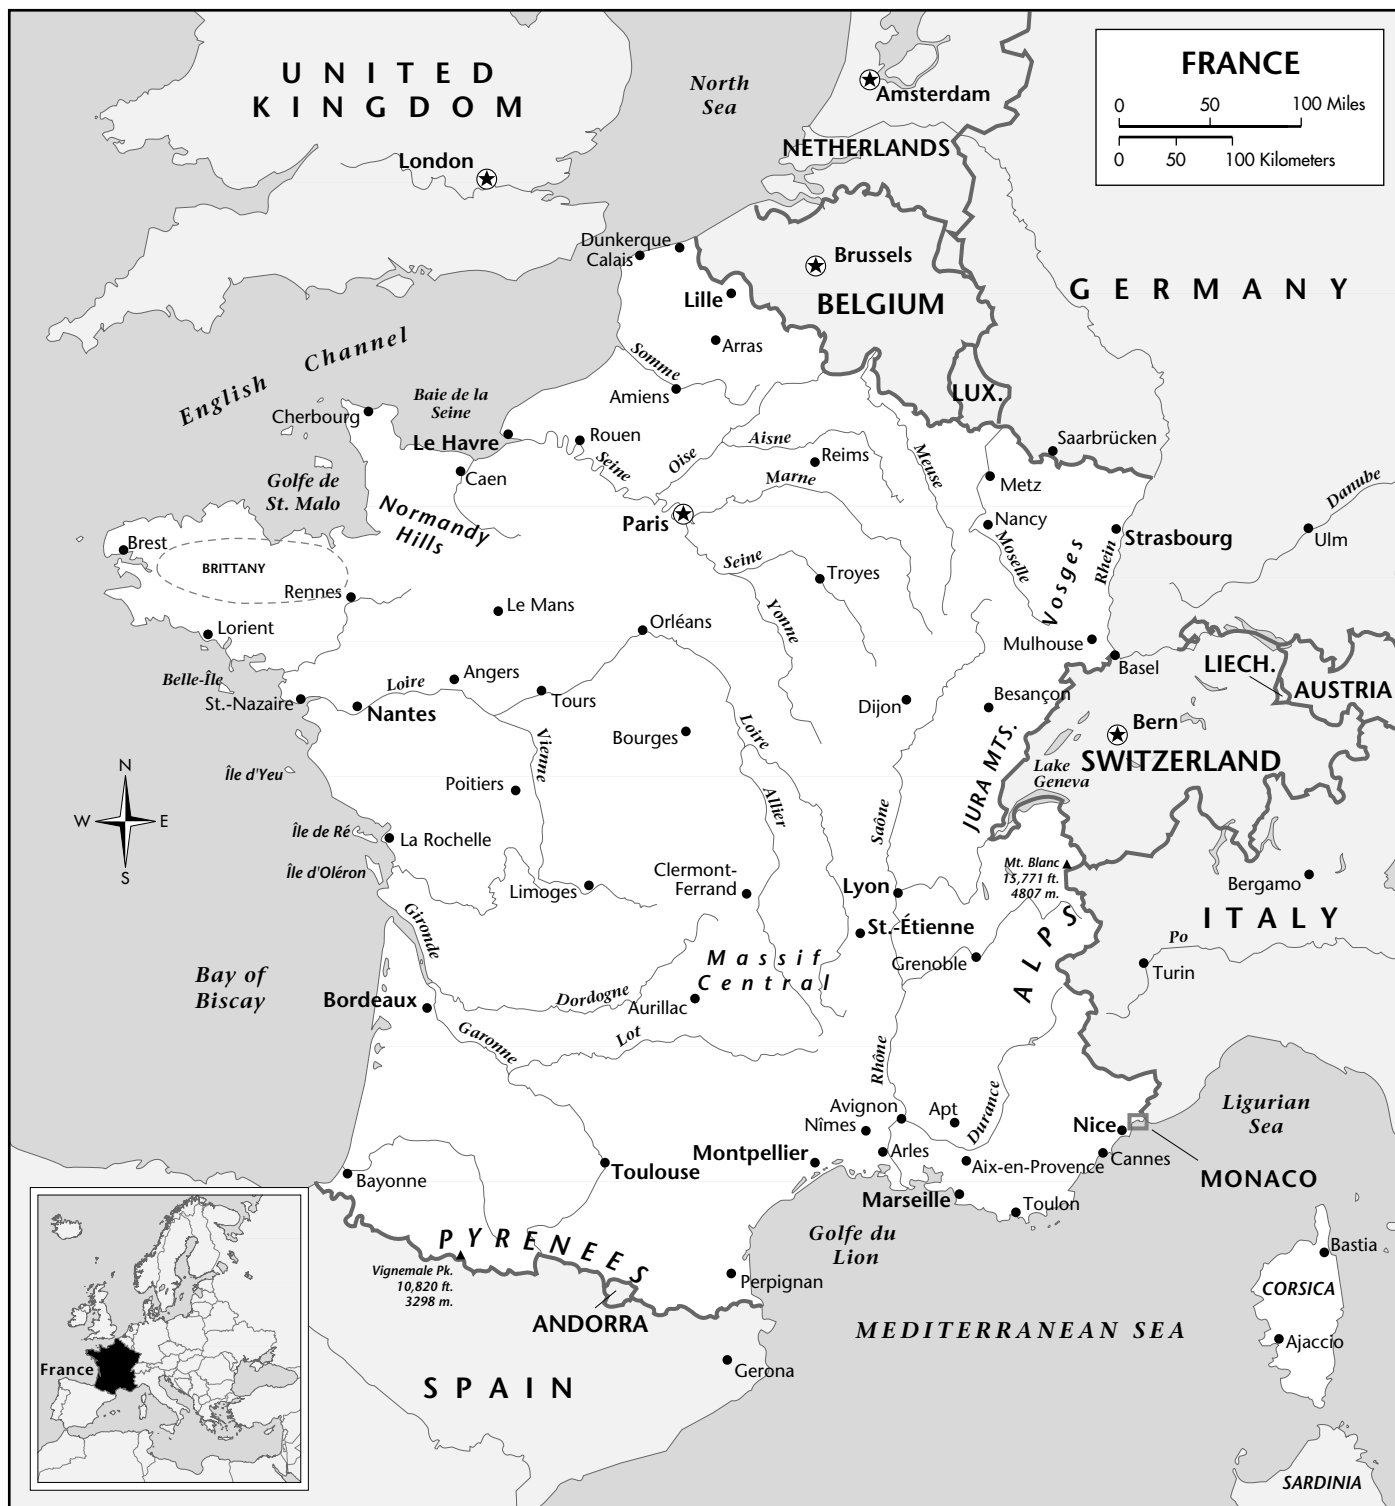 FRANCE
0 50 100 Miles
0 50 100 Kilometers
UNITED
KINGDOM
North
Sea
Amsterdam
NETHERLANDS
London
Dunkerque
Calais
Brussels
BELGIUM
GERMANY
Lille
Arras
English Channel
Somme
Amiens
LUX.
Baie de la
Seine
Cherbourg
Le Havre
Rouen
Seine
Oise
Aisne
Reims
Meuse
Saarbrücken
Caen
Marne
Metz
Golfe de
St. Malo
Normandy
Hills
Paris
Nancy
Moselle
Vosges
Rhein
Strasbourg
Danube
Ulm
Brest
BRITTANY
Rennes
Le Mans
Seine
Troyes
Yonne
Orléans
Lorient
Mulhouse
Basel
LIECH.
AUSTRIA
Belle-Île
St.-Nazaire
Loire
Angers
Nantes
Tours
Dijon
Besançon
Bern
SWITZERLAND
Bourges
Loire
Vienne
JURA MTS.
Lake
Geneva
N
W E
S
Île d'Yeu
Poitiers
Allier
Saône
Île de Ré
La Rochelle
Île d'Oléron
Limoges
Clermont-
Ferrand
Lyon
Mt. Blanc
15,771 ft.
4807 m.
Bergamo
ITALY
Gironde
St.-Étienne
Massif
Central
Grenoble
ALPS
Po
Turin
Bay of
Biscay
Bordeaux
Dordogne
Aurillac
Garonne
Lot
Rhône
Avignon
Nîmes
Apt
Durance
Nice
Ligurian
Sea
Montpellier
Arles
Aix-en-Provence
Cannes
MONACO
Bayonne
Toulouse
Marseille
Toulon
PYRENEES
Golfe du
Lion
Vignemale Pk.
10,820 ft.
3298 m.
Perpignan
ANDORRA
Bastia
CORSICA
Ajaccio
MEDITERRANEAN SEA
France
SPAIN
Gerona
SARDINIA